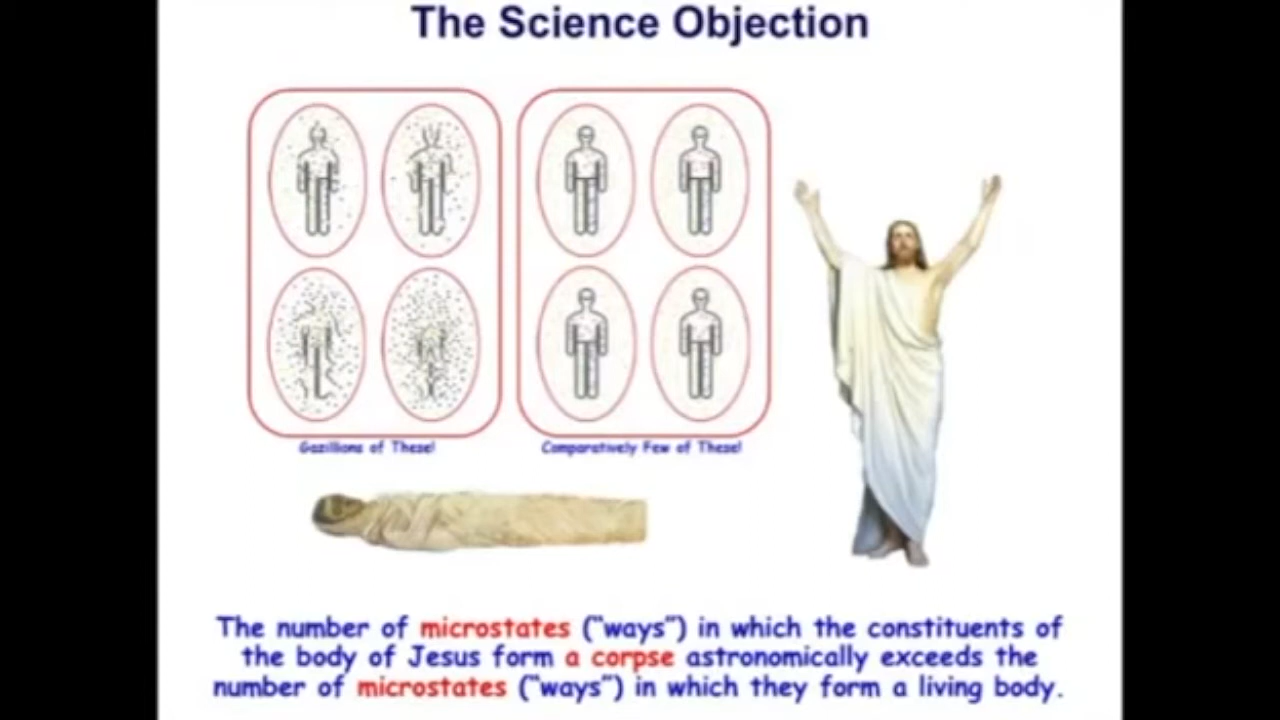 The Science Objection
Gazillions of These!
Comparatively Few of These!
The number of microstates ("ways") in which the constituents of
the body of Jesus form a corpse astronomically exceeds the
number of microstates ("ways") in which they form a living body.